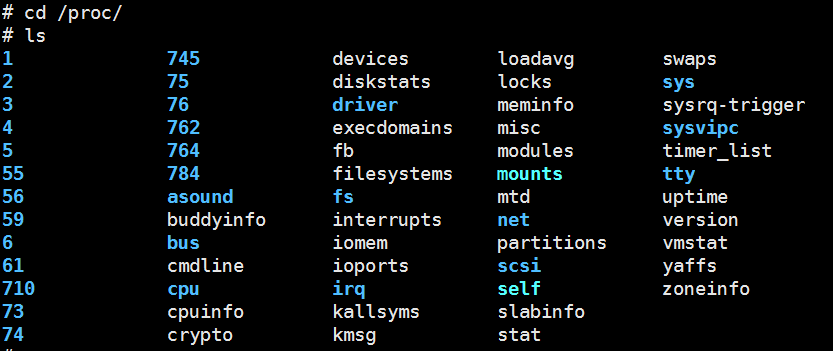 # cd /proc/
# ls
1 745 devices loadavg swaps
2 75 diskstats locks sys
3 76 driver meminfo sysrq-trigger
4 762 execdomains misc sysvipc
5 764 fb modules timer_list
55 784 filesystems mounts tty
56 asound fs mtd uptime
59 buddyinfo interrupts net version
6 bus iomem partitions vmstat
61 cmdline ioports scsi yaffs
710 cpu irq self zoneinfo
73 cpuinfo kallsyms slabinfo
74 crypto kmsg stat
#